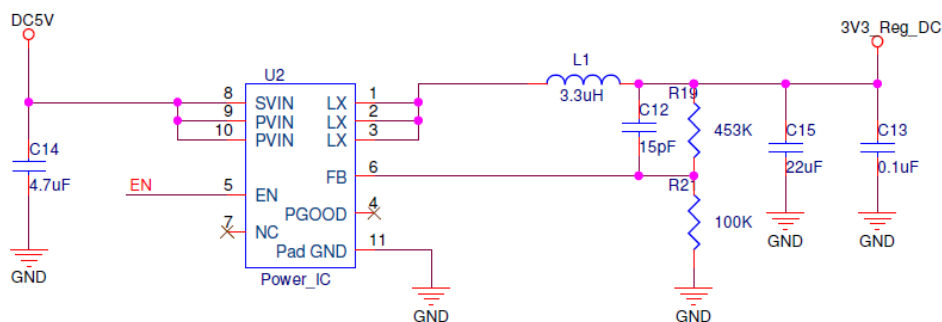 DC5V
3V3_Reg_DC
U2
L1
3.3uH
8 SVIN LX 1
9 PVIN LX 2
10 PVIN LX 3
R19
453K
C12
15pF
C15
22uF
C13
0.1uF
C14
4.7uF
FB 6
R21
100K
EN 5 EN
PGOOD 4
7 NC
Pad GND 11
Power_IC
GND
GND
GND
GND
GND